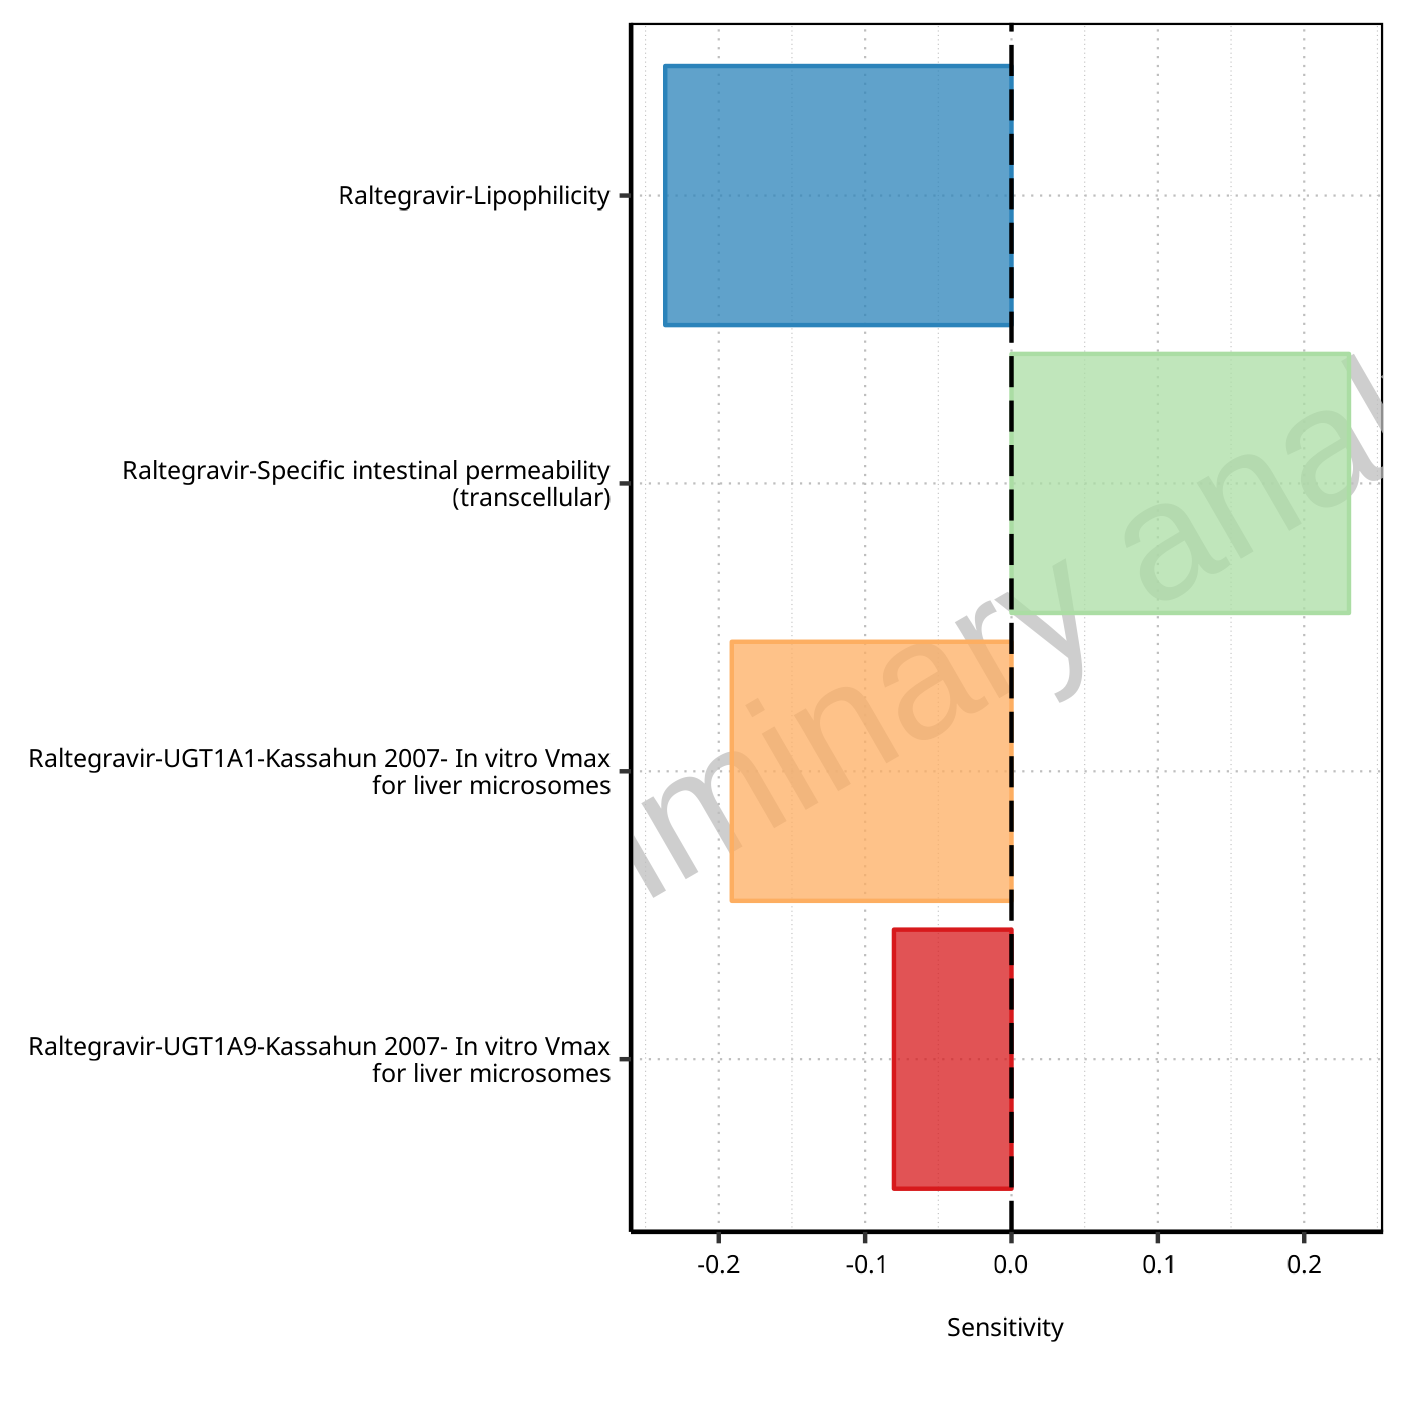 Raltegravir-Lipophilicity
Raltegravir-Specific intestinal permeability
(transcellular)
Raltegravir-UGT1A1-Kassahun 2007- In vitro Vmax
for liver microsomes
Raltegravir-UGT1A9-Kassahun 2007- In vitro Vmax
for liver microsomes
-0.2 -0.1 0.0 0.1 0.2
Sensitivity